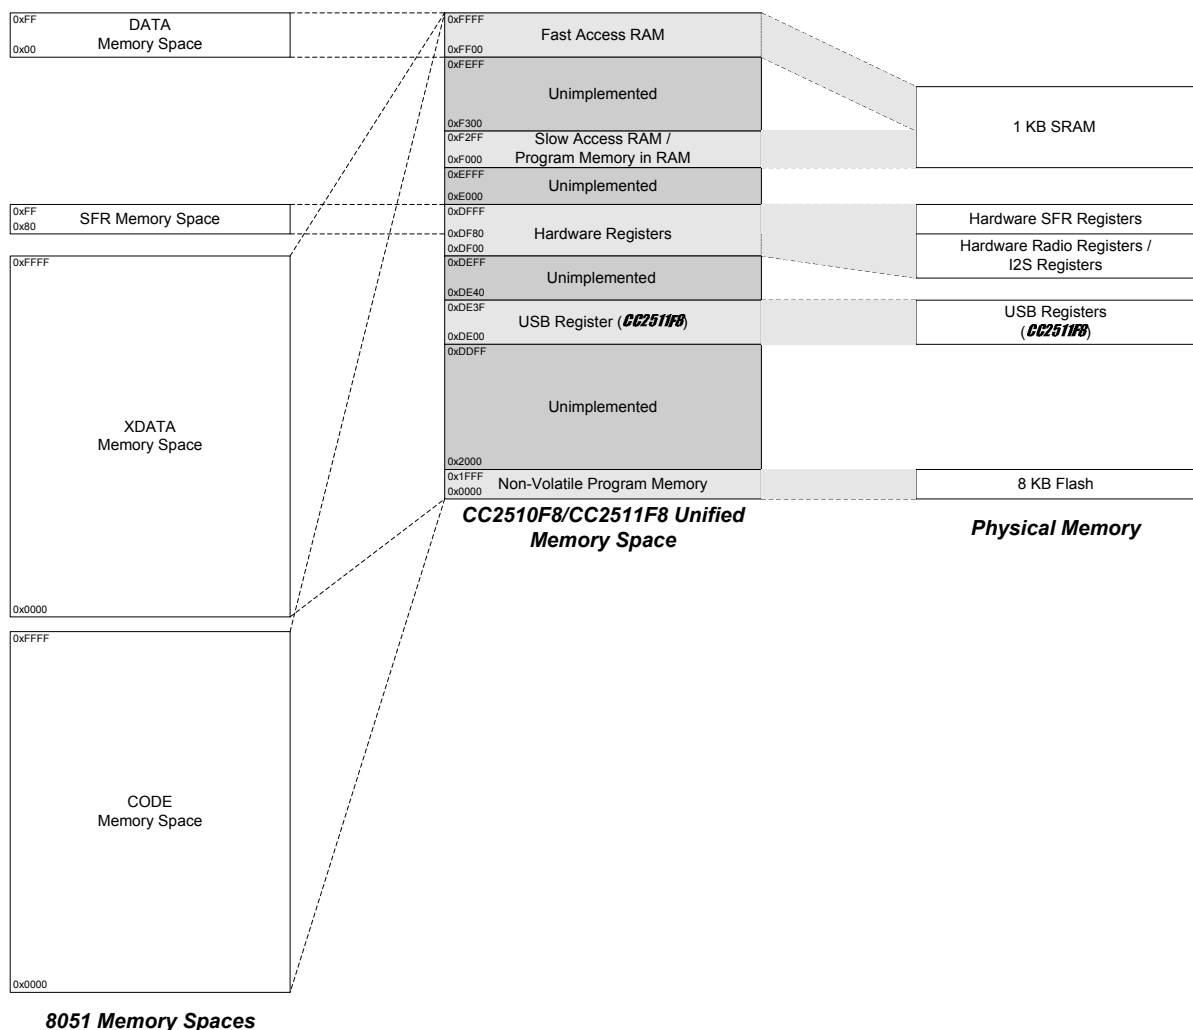 0xFF
DATA
Memory Space
0x00
0xFF
SFR Memory Space
0x80
0xFFFF
XDATA
Memory Space
0x0000
0xFFFF
CODE
Memory Space
0x0000
8051 Memory Spaces
0xFFFF
Fast Access RAM
0xFF00
0xFEFF
Unimplemented
0xF300
0xF2FF
Slow Access RAM /
Program Memory in RAM
0xF000
0xEFFF
Unimplemented
0xE000
0xDFFF
0xDF80
Hardware Registers
0xDF00
0xDEFF
Unimplemented
0xDE40
0xDE3F
USB Register (CC2511F8)
0xDE00
0xDDFF
Unimplemented
0x2000
0x1FFF
Non-Volatile Program Memory
0x0000
CC2510F8/CC2511F8 Unified
Memory Space
1 KB SRAM
Hardware SFR Registers
Hardware Radio Registers /
I2S Registers
USB Registers
(CC2511F8)
8 KB Flash
Physical Memory